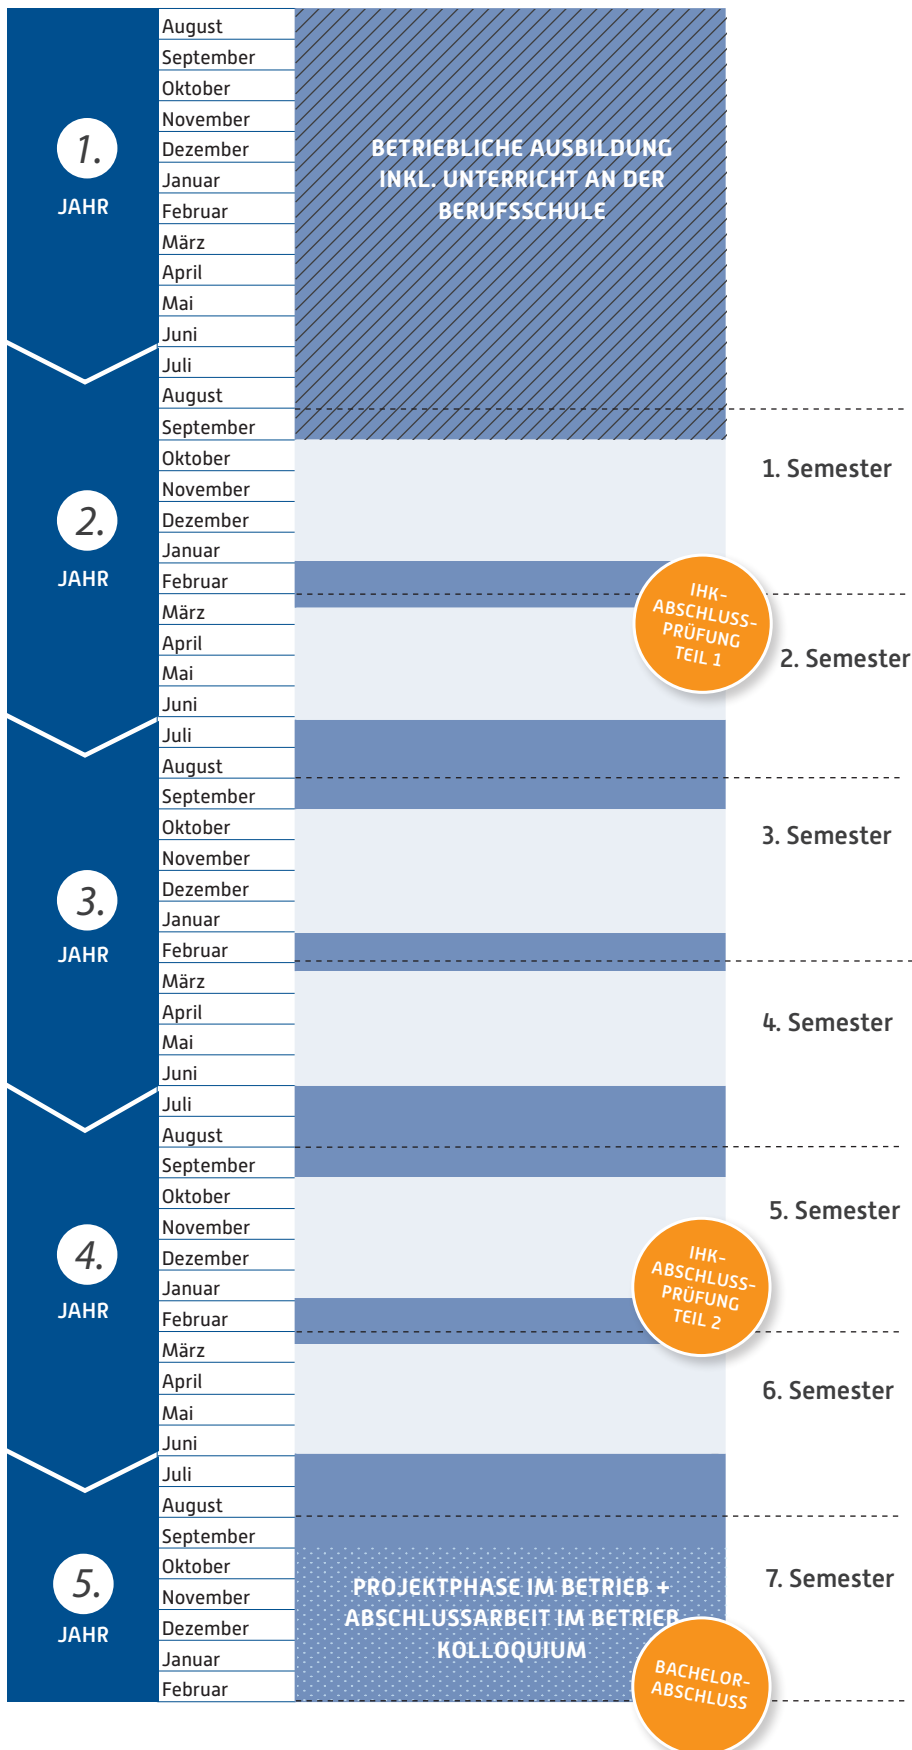 1.
JAHR
August
September
Oktober
November
Dezember
Januar
Februar
März
April
Mai
Juni
Juli
BETRIEBLICHE AUSBILDUNG
INKL. UNTERRICHT AN DER
BERUFSSCHULE
2.
JAHR
August
September
Oktober
November
Dezember
Januar
Februar
März
April
Mai
Juni
Juli
1. Semester
IHK-
ABSCHLUSS-
PRÜFUNG
TEIL 1
2. Semester
3.
JAHR
August
September
Oktober
November
Dezember
Januar
Februar
März
April
Mai
Juni
Juli
3. Semester
4. Semester
4.
JAHR
August
September
Oktober
November
Dezember
Januar
Februar
März
April
Mai
Juni
Juli
5. Semester
IHK-
ABSCHLUSS-
PRÜFUNG
TEIL 2
6. Semester
5.
JAHR
August
September
Oktober
November
Dezember
Januar
Februar
PROJEKTPHASE IM BETRIEB +
ABSCHLUSSARBEIT IM BETRIEB
KOLLOQUIUM
7. Semester
BACHELOR-
ABSCHLUSS